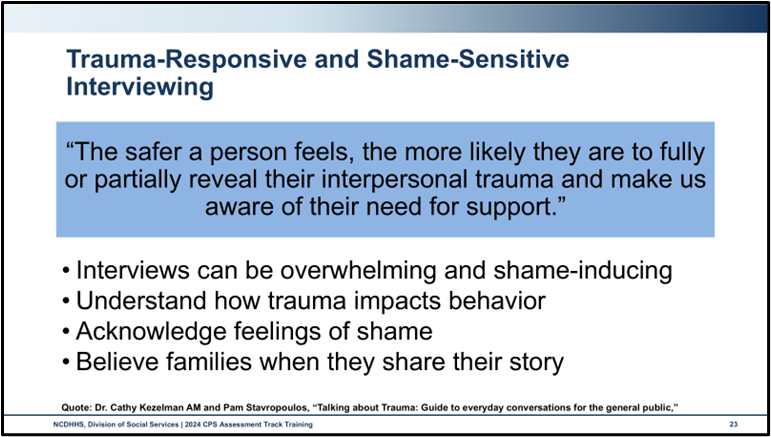 Trauma-Responsive and Shame-Sensitive
Interviewing
“The safer a person feels, the more likely they are to fully
or partially reveal their interpersonal trauma and make us
aware of their need for support.”
• Interviews can be overwhelming and shame-inducing
• Understand how trauma impacts behavior
• Acknowledge feelings of shame
• Believe families when they share their story
Quote: Dr. Cathy Kezelman AM and Pam Stavropoulos, “Talking about Trauma: Guide to everyday conversations for the general public,”
NCDHHS, Division of Social Services | 2024 CPS Assessment Track Training
23